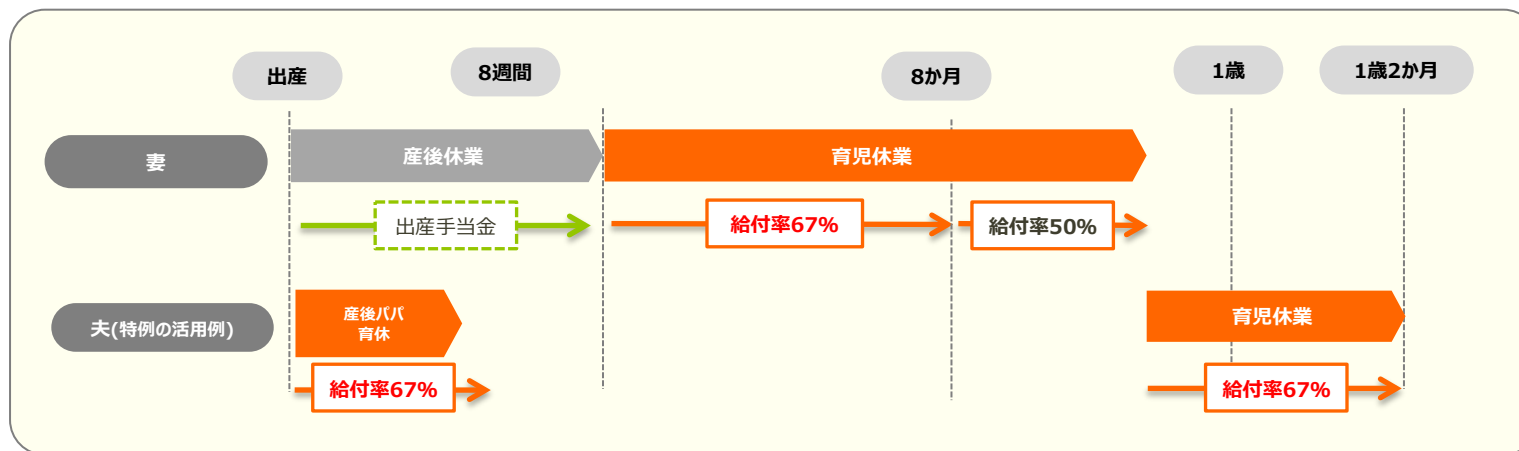 出産
8週間
8か月
1歳
1歳2か月
妻
産後休業
育児休業
出産手当金
給付率67%
給付率50%
夫(特例の活用例)
産後パパ
育休
育児休業
給付率67%
給付率67%